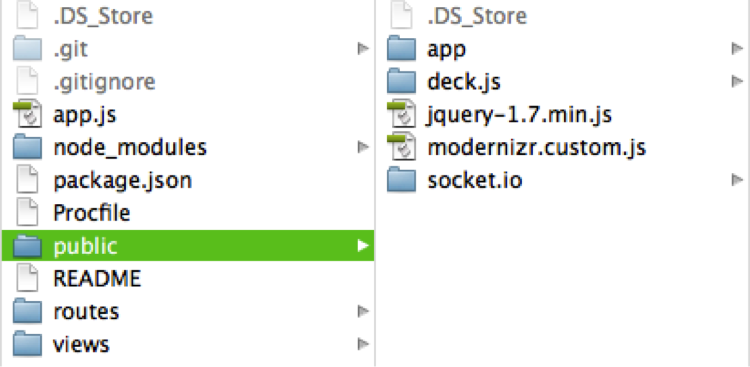 .DS_Store
.git
.gitignore
app.js
node_modules
package.json
Procfile
public
README
routes
views
.DS_Store
app
deck.js
jquery-1.7.min.js
modernizr.custom.js
socket.io